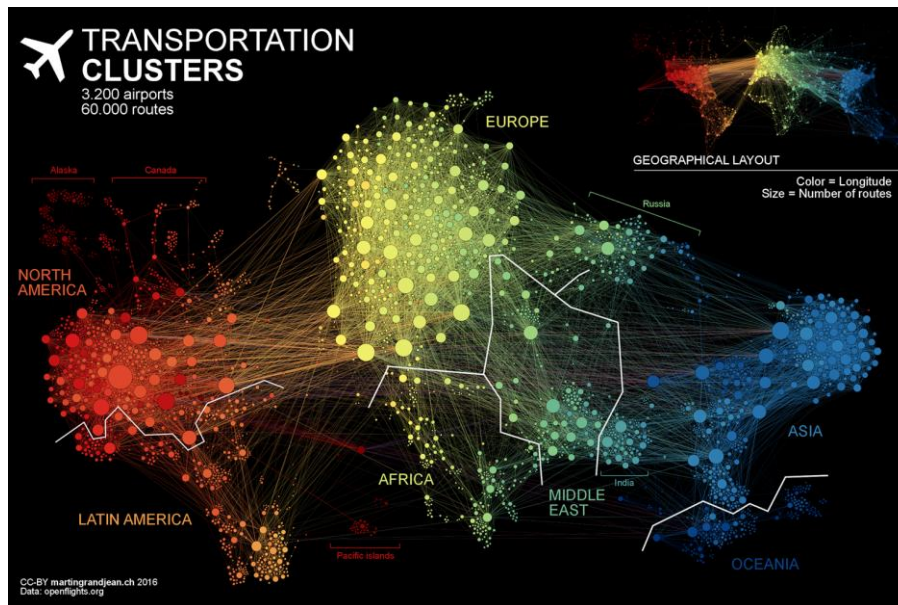 TRANSPORTATION
CLUSTERS
3.200 airports
60.000 routes
EUROPE
GEOGRAPHICAL LAYOUT
Color = Longitude
Size = Number of routes
Alaska
Canada
Russia
NORTH
AMERICA
ASIA
AFRICA
MIDDLE
EAST
India
LATIN AMERICA
Pacific islands
OCEANIA
CC-BY martingrandjean.ch 2016
Data: openflights.org